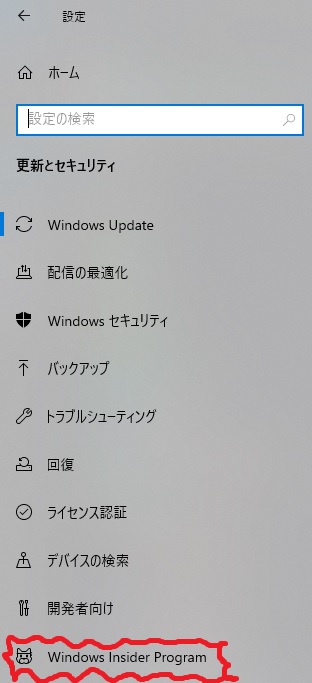 設定
ホーム
設定の検索
更新とセキュリティ
Windows Update
配信の最適化
Windows セキュリティ
バックアップ
トラブルシューティング
回復
ライセンス認証
デバイスの検索
開発者向け
Windows Insider Program